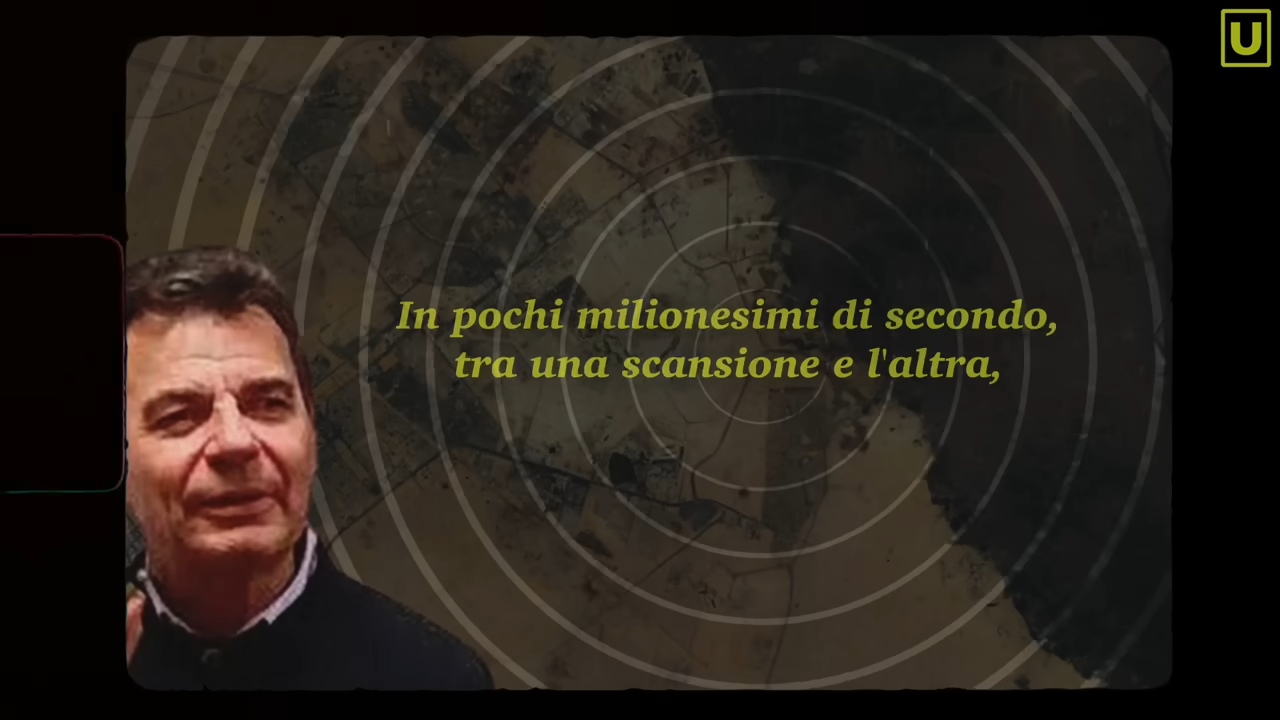 U
In pochi milionesimi di secondo,
tra una scansione e l'altra,